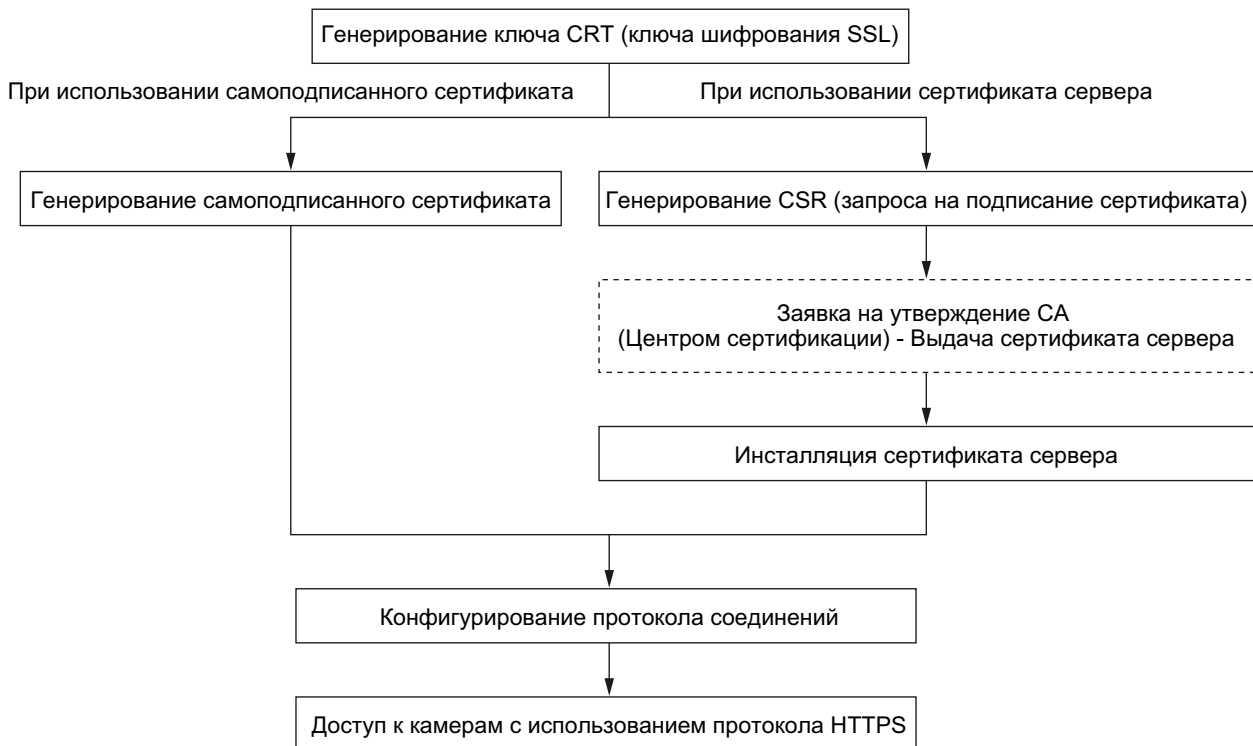 Генерирование ключа CRT (ключа шифрования SSL)
При использовании самоподписанного сертификата
При использовании сертификата сервера
Генерирование самоподписанного сертификата
Генерирование CSR (запроса на подписание сертификата)
Заявка на утверждение CA
(Центром сертификации) - Выдача сертификата сервера
Инсталляция сертификата сервера
Конфигурирование протокола соединений
Доступ к камерам с использованием протокола HTTPS